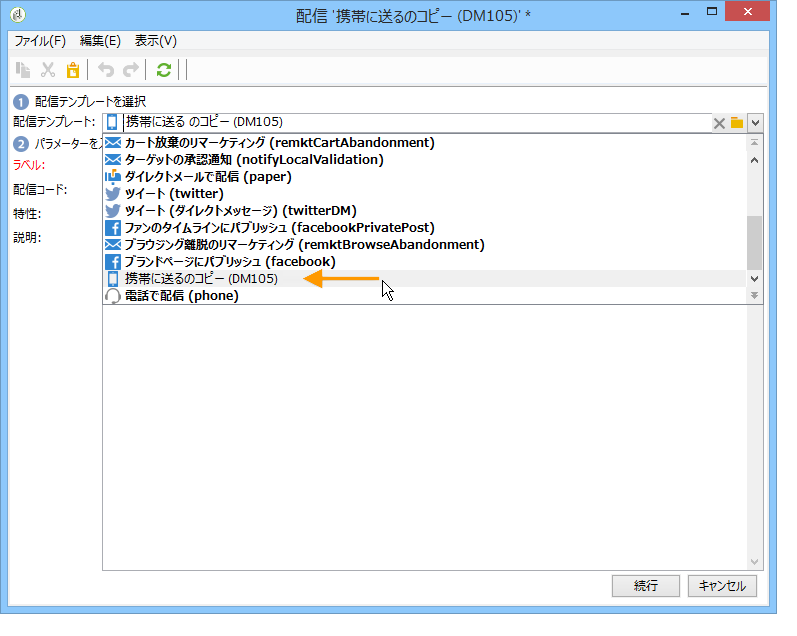 配信 '携帯に送るのコピー (DM105)' *
ファイル(F) 編集(E) 表示(V)
1 配信テンプレートを選択
配信テンプレート: 携帯に送る のコピー (DM105)
2 パラメーターを入
カート放棄のリマーケティング (remktCartAbandonment)
ターゲットの承認通知 (notifyLocalValidation)
ラベル:
ダイレクトメールで配信 (paper)
配信コード:
ツイート (twitter)
ツイート (ダイレクトメッセージ) (twitterDM)
特性:
ファンのタイムラインにパブリッシュ (facebookPrivatePost)
説明:
ブラウジング離脱のリマーケティング (remktBrowseAbandonment)
ブランドページにパブリッシュ (facebook)
携帯に送るのコピー (DM105)
電話で配信 (phone)
続行 キャンセル